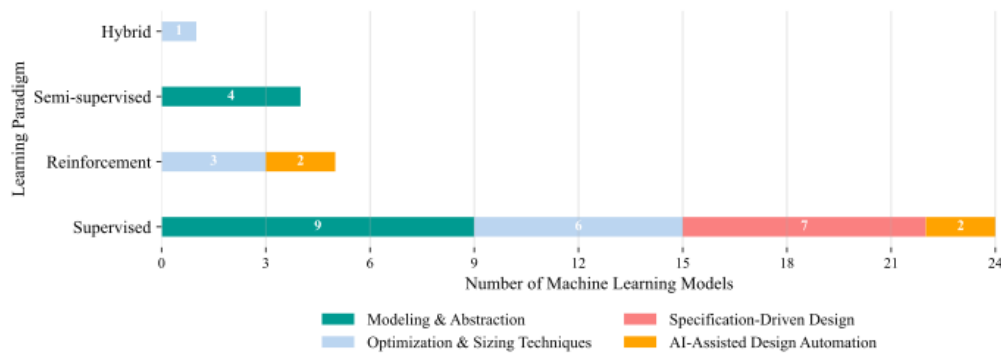 Learning Paradigm
Hybrid
1
Semi-supervised
4
Reinforcement
3 2
Supervised
9 6 7 2
0 3 6 9 12 15 18 21 24
Number of Machine Learning Models
Modeling & Abstraction Specification-Driven Design
Optimization & Sizing Techniques AI-Assisted Design Automation